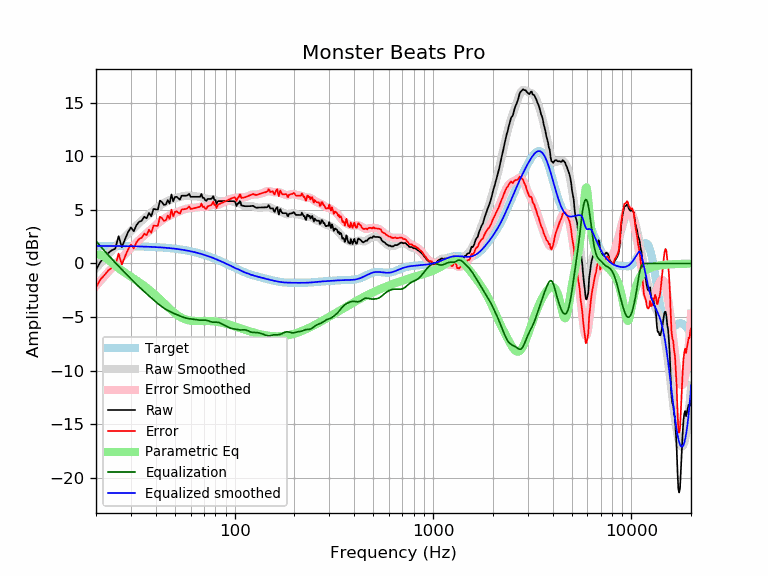 Monster Beats Pro
Amplitude (dBr)
15
10
5
0
−5
−10
−15
−20
Target
Raw Smoothed
Error Smoothed
Raw
Error
Parametric Eq
Equalization
Equalized smoothed
100
1000
10000
Frequency (Hz)